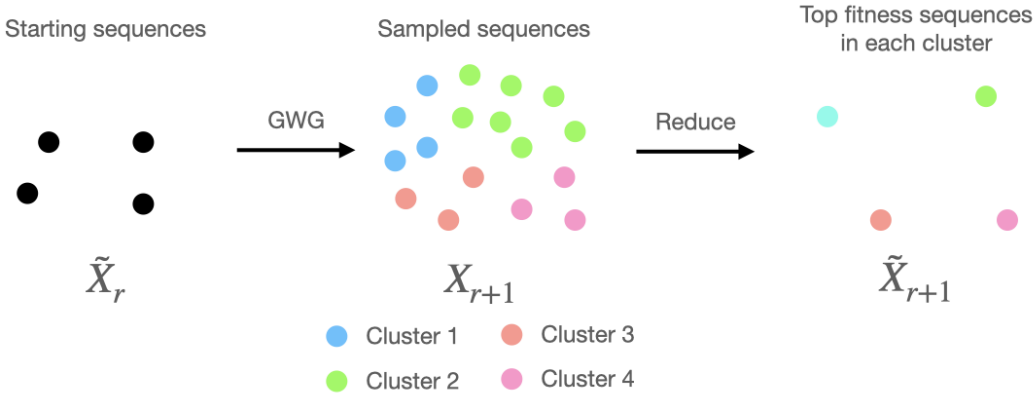 Starting sequences
Sampled sequences
Top fitness sequences
in each cluster
GWG
Reduce
X̃ᵣ
Xᵣ₊₁
X̃ᵣ₊₁
Cluster 1
Cluster 3
Cluster 2
Cluster 4